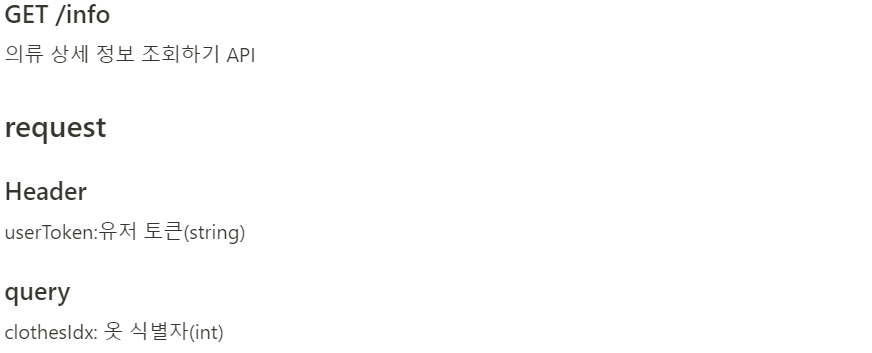 GET /info
의류 상세 정보 조회하기 API
request
Header
userToken:유저 토큰(string)
query
clothesIdx: 옷 식별자(int)